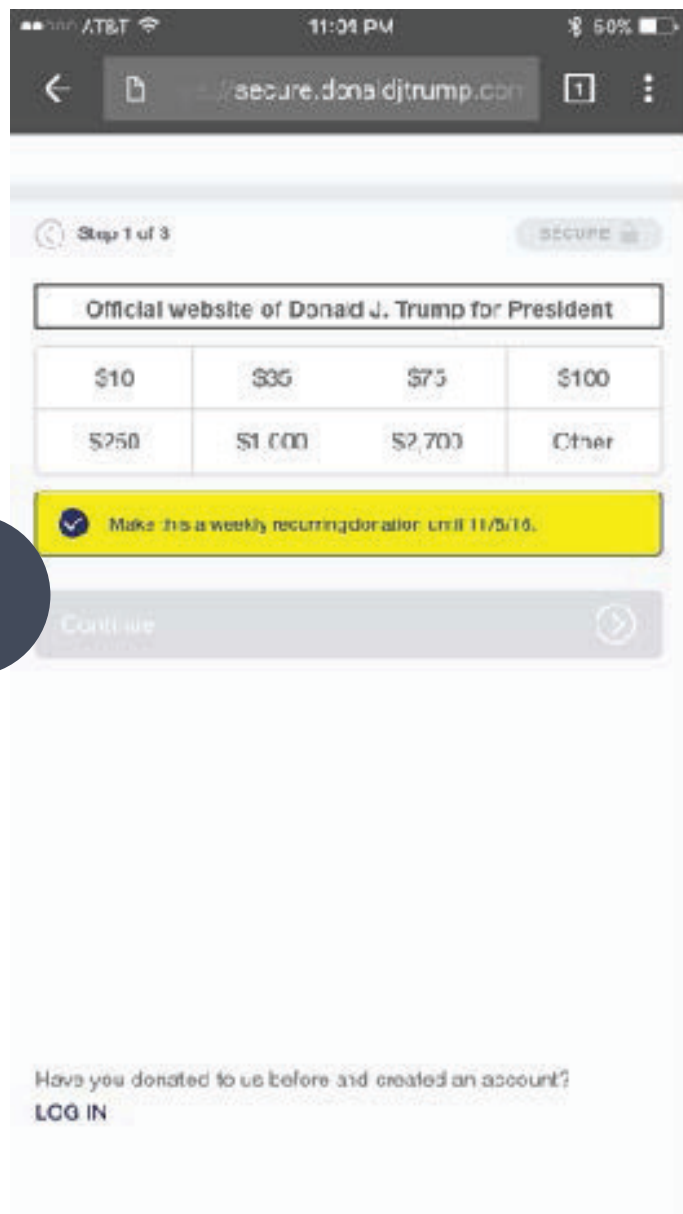 AT&T 11:01 PM 60%
secure.donaldjtrump.com 1
Step 1 of 3 SECURE
Official website of Donald J. Trump for President
$10 $35 $75 $100
$250 $1,000 $2,700 Other
Make this a weekly recurring donation until 11/8/16.
Continue
Have you donated to us before and created an account?
LOG IN